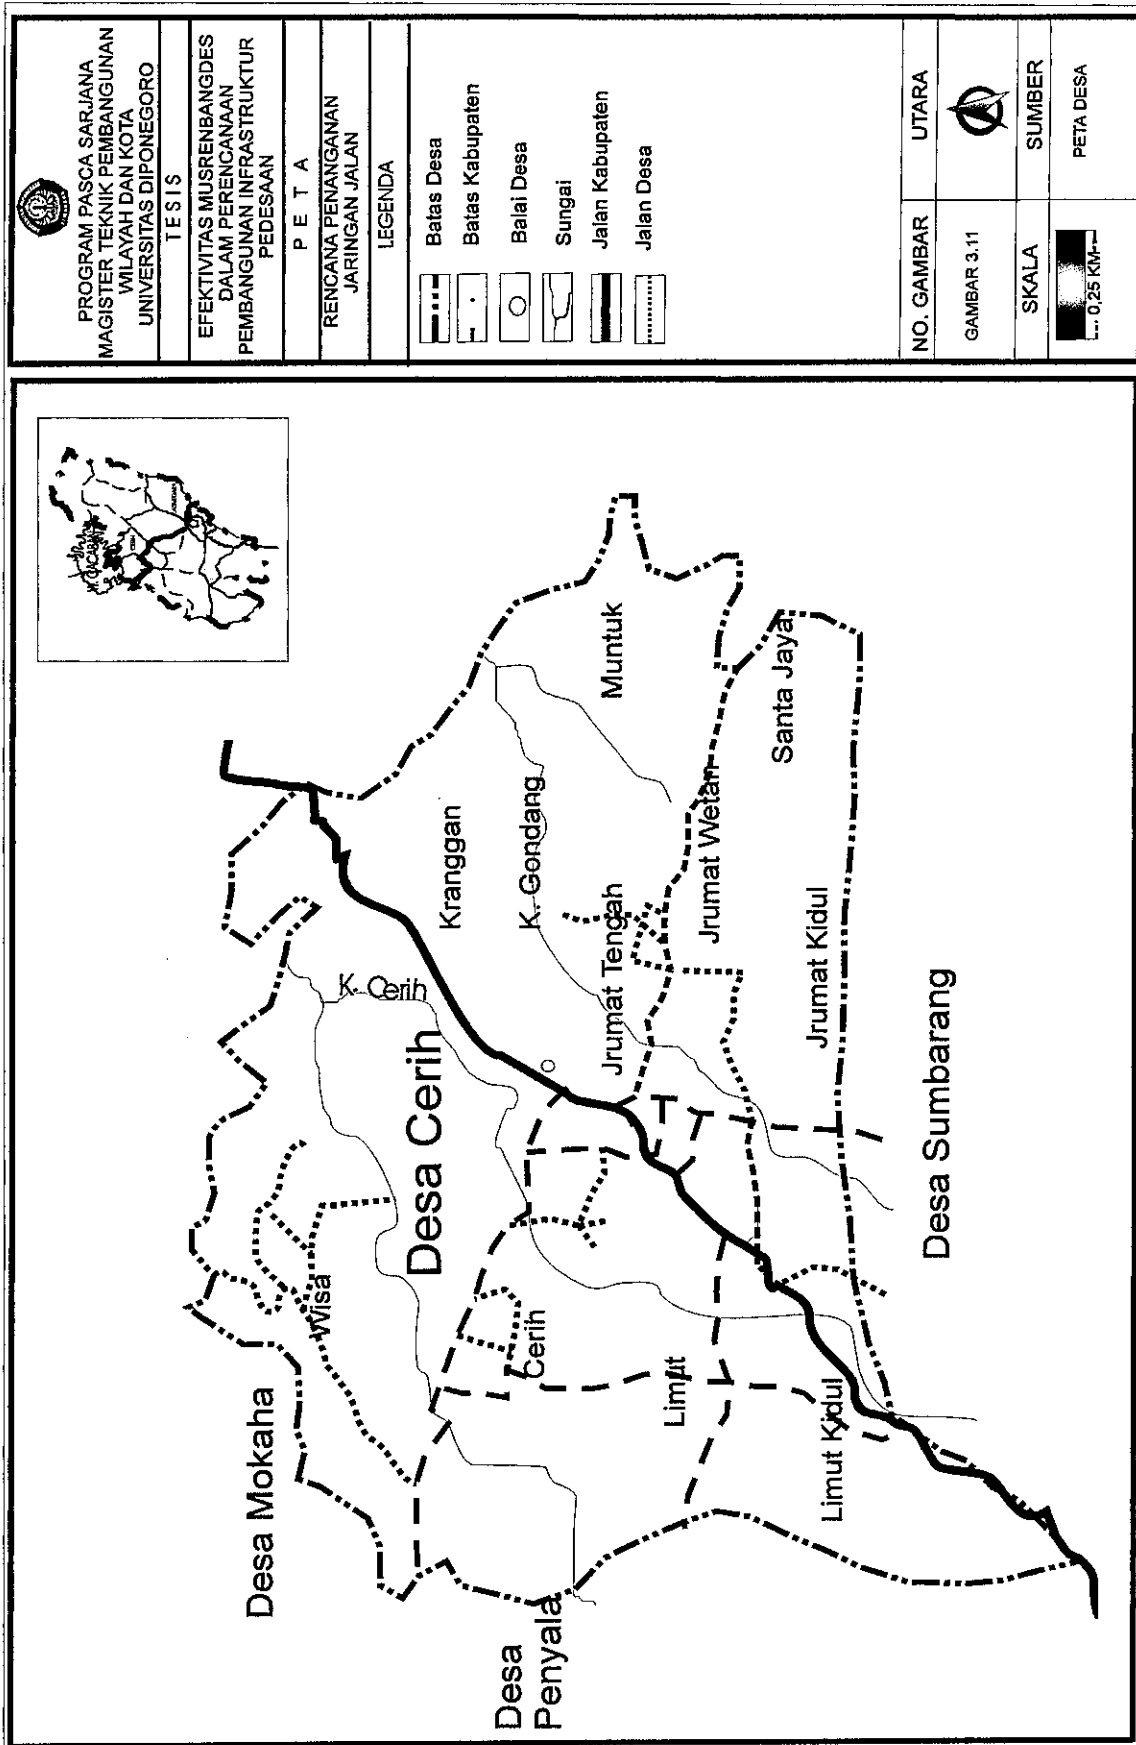 PROGRAM PASCA SARJANA
MAGISTER TEKNIK PEMBANGUNAN
WILAYAH DAN KOTA
UNIVERSITAS DIPONEGORO
TESIS
EFEKTIVITAS MUSRENBANGDES
DALAM PERENCANAAN
PEMBANGUNAN INFRASTRUKTUR
PEDESAAN
PETA
RENCANA PENANGANAN
JARINGAN JALAN
LEGENDA
Batas Desa
Batas Kabupaten
Balai Desa
Sungai
Jalan Kabupaten
Jalan Desa
NO. GAMBAR
UTARA
GAMBAR 3.11
SKALA
SUMBER
0,25 KM
PETA DESA
Desa Mokaha
Wisa
K. Cerih
Desa Cerih
Kranggan
K. Gondang
Muntuk
Desa
Penyala
Cerih
Jrumat Tengah
Limut
Jrumat Wetan
Santa Jaya
Limut Kidul
Jrumat Kidul
Desa Sumbarang